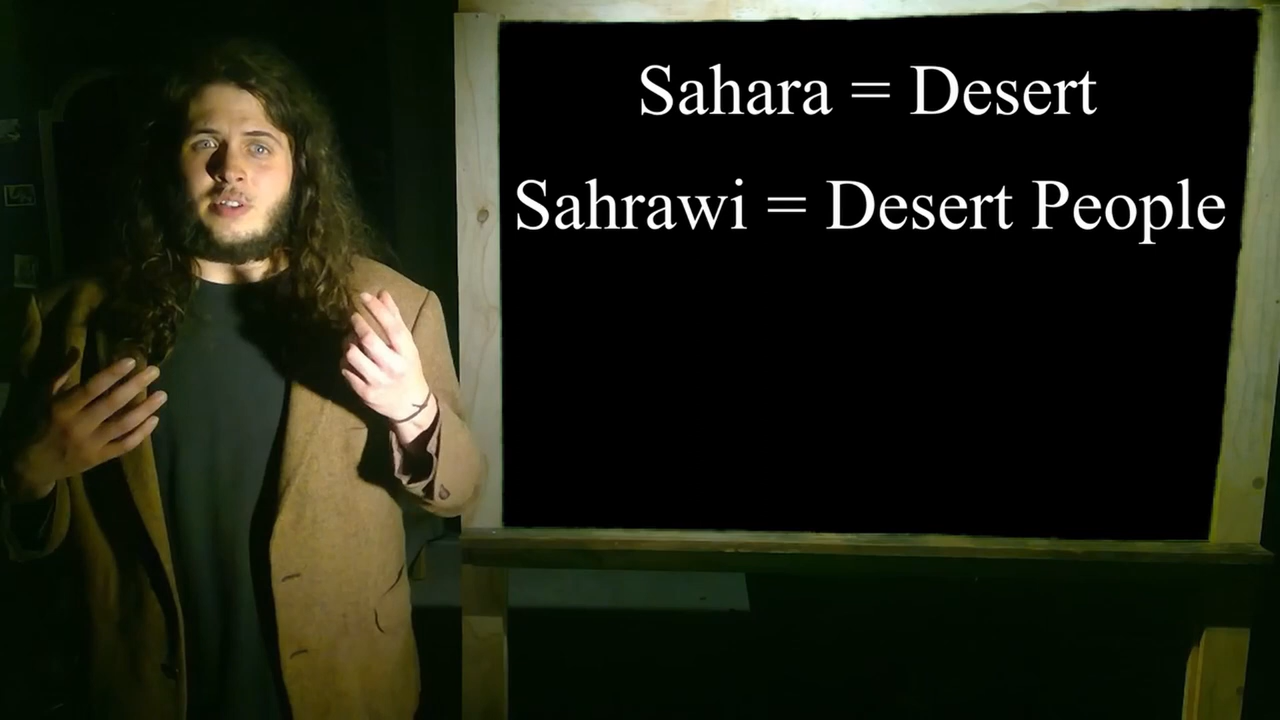 Sahara = Desert
Sahrawi = Desert People